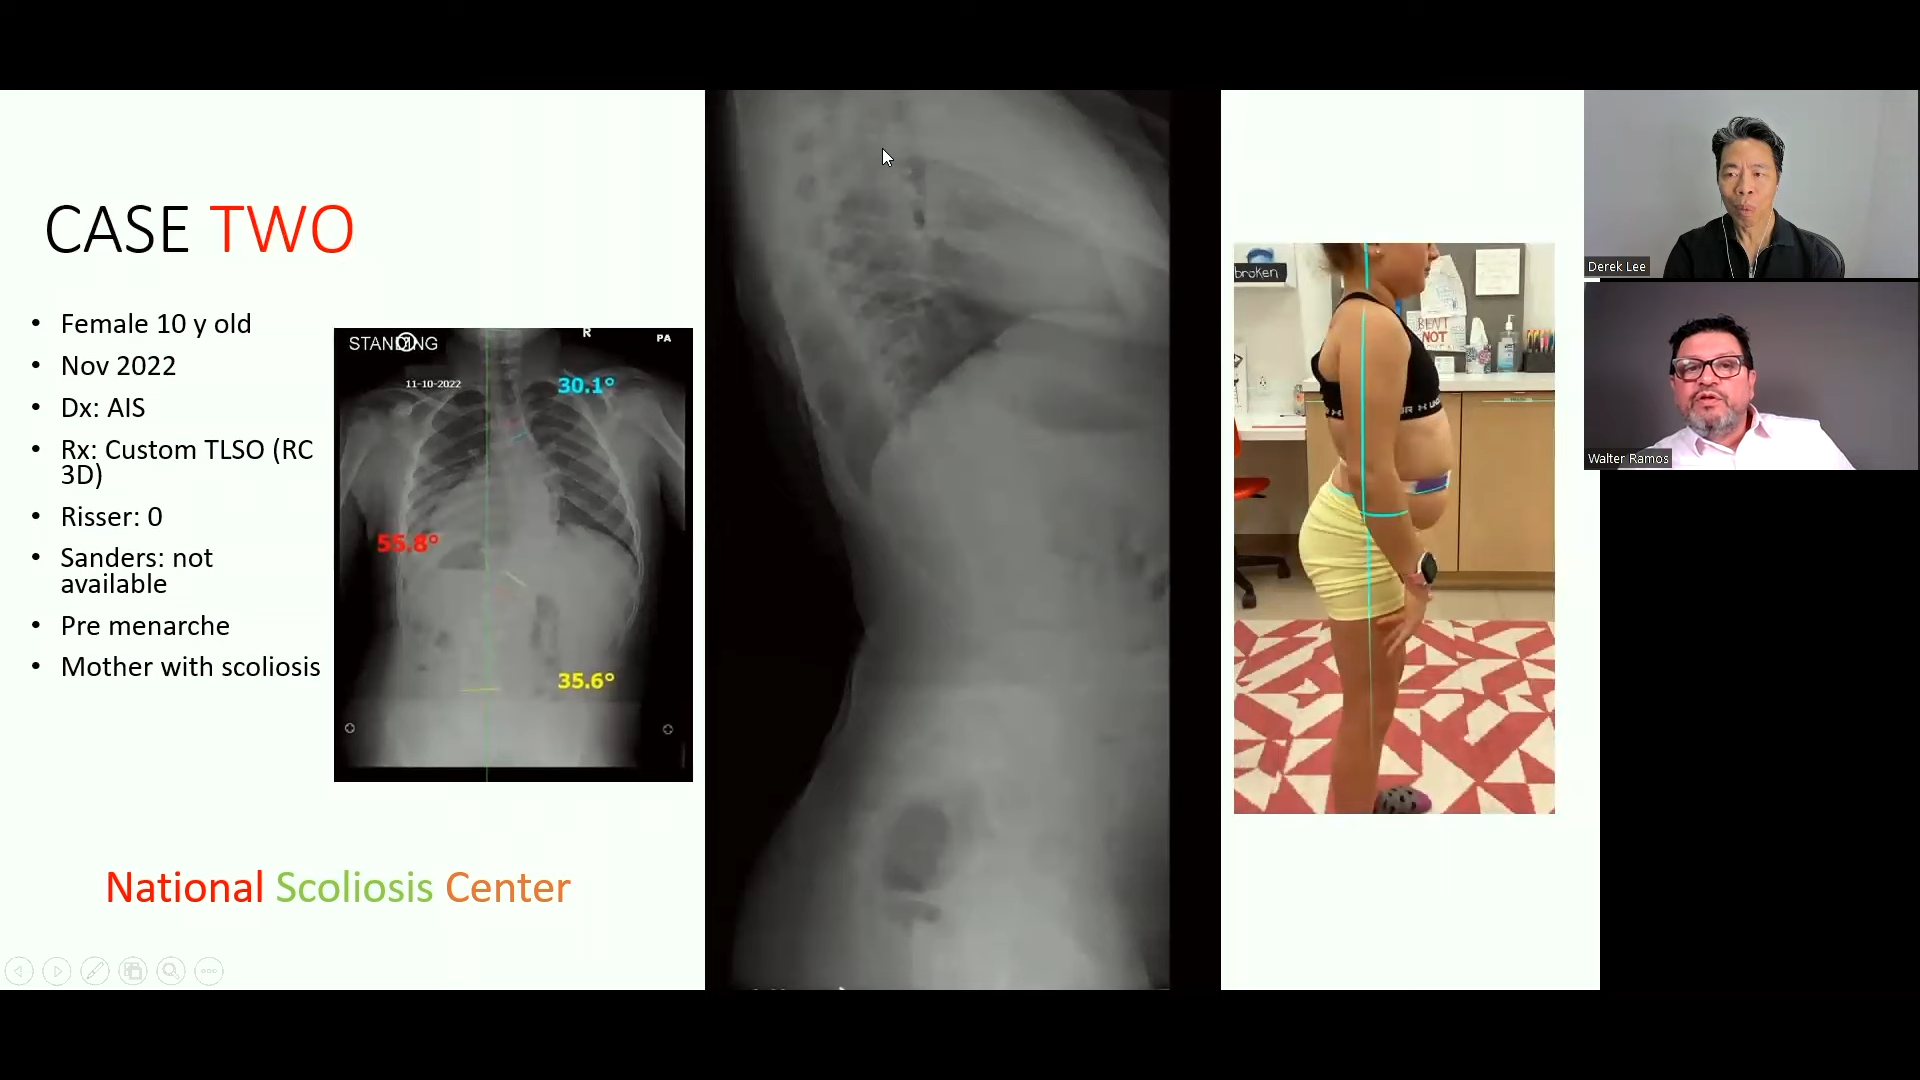 CASE TWO
• Female 10 y old
• Nov 2022
• Dx: AIS
• Rx: Custom TLSO (RC
3D)
• Risser: 0
• Sanders: not
available
• Pre menarche
• Mother with scoliosis
STANDING
R
PA
11-10-2022
30.1°
55.8°
35.6°
National Scoliosis Center
broken
BENT
NOT
Derek Lee
Walter Ramos